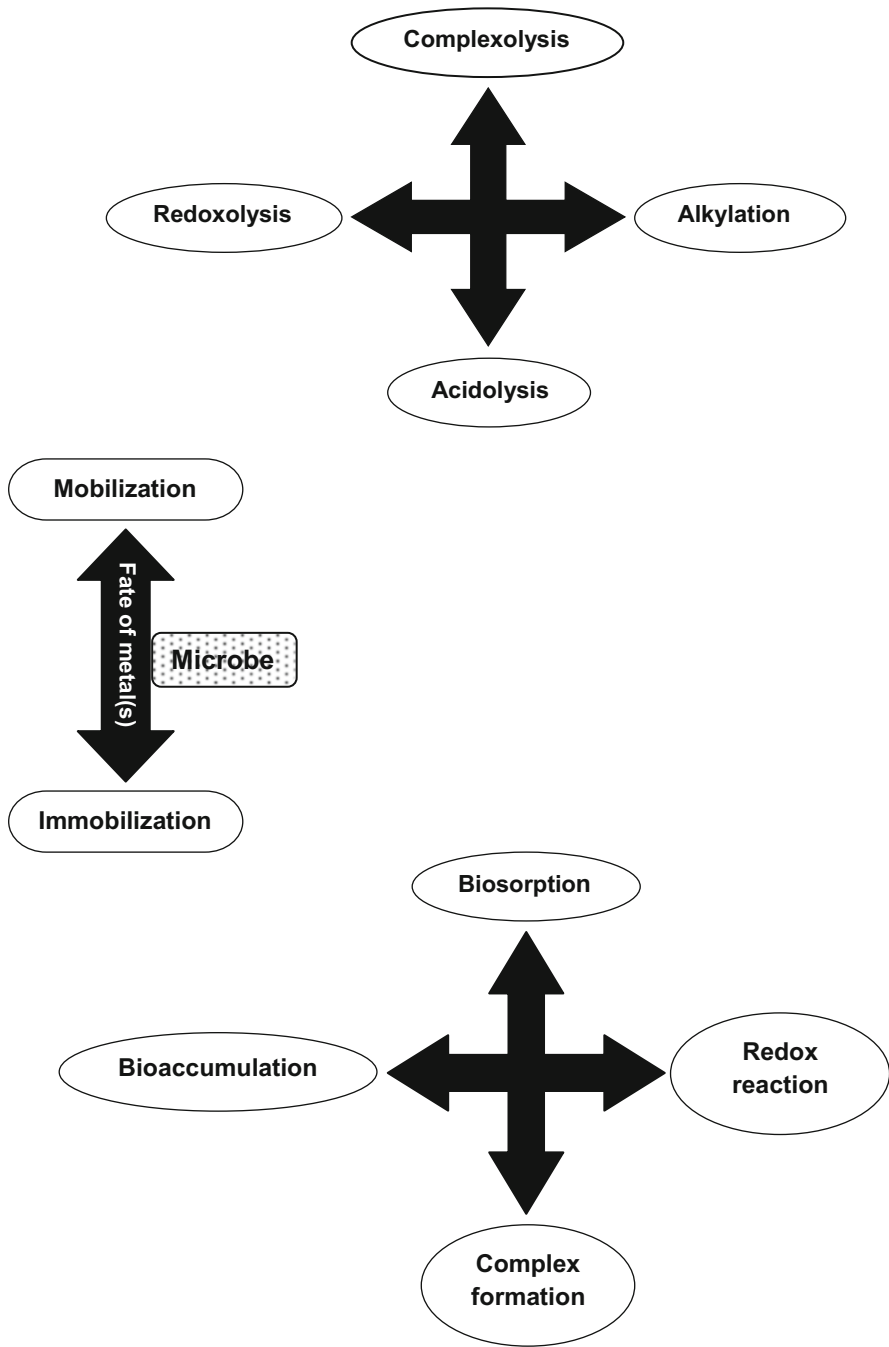 Complexolysis
Redoxolysis
Alkylation
Acidolysis
Mobilization
Fate of metal(s)
Microbe
Immobilization
Biosorption
Bioaccumulation
Redox
reaction
Complex
formation